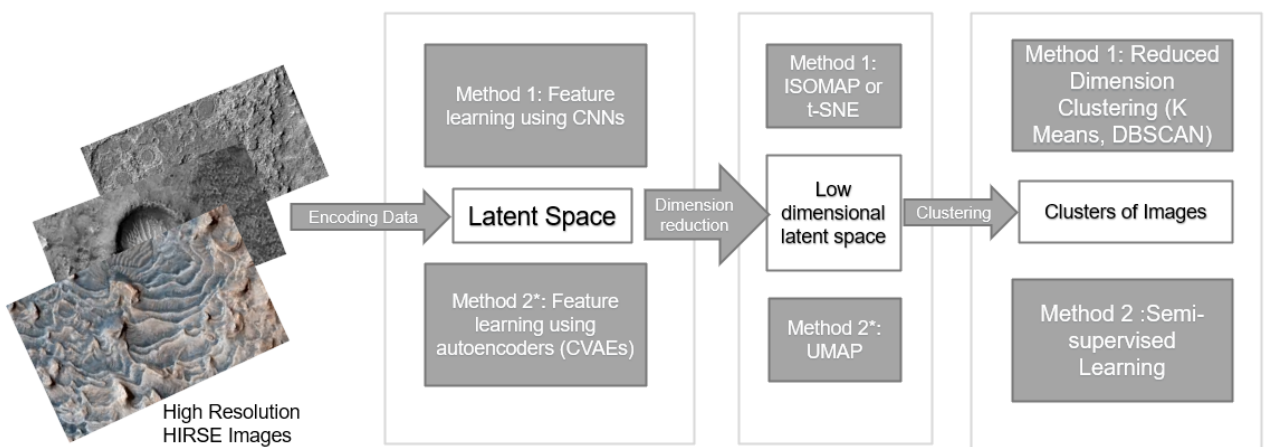 High Resolution
HIRSE Images
Encoding Data
Method 1: Feature
learning using CNNs
Latent Space
Method 2*: Feature
learning using
autoencoders (CVAEs)
Dimension
reduction
Method 1:
ISOMAP or
t-SNE
Low
dimensional
latent space
Method 2*:
UMAP
Clustering
Method 1: Reduced
Dimension
Clustering (K
Means, DBSCAN)
Clusters of Images
Method 2 :Semi-
supervised
Learning